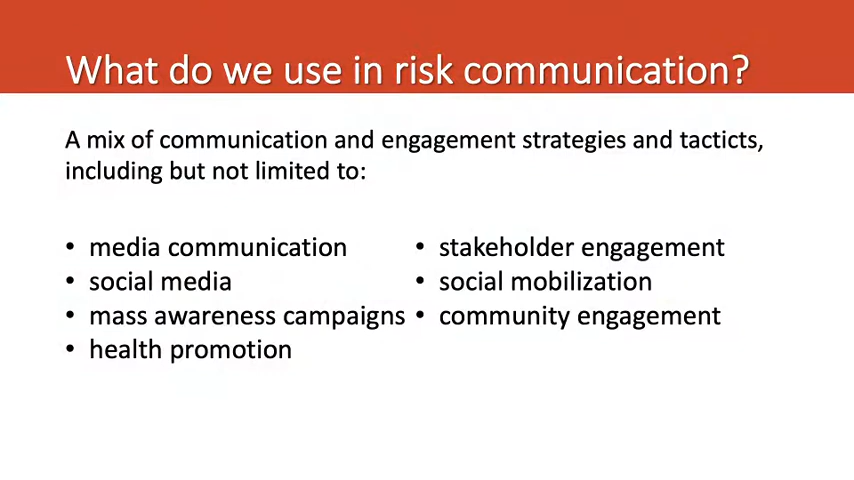 What do we use in risk communication?
A mix of communication and engagement strategies and tacticts,
including but not limited to:
• media communication
• social media
• mass awareness campaigns
• health promotion
• stakeholder engagement
• social mobilization
• community engagement